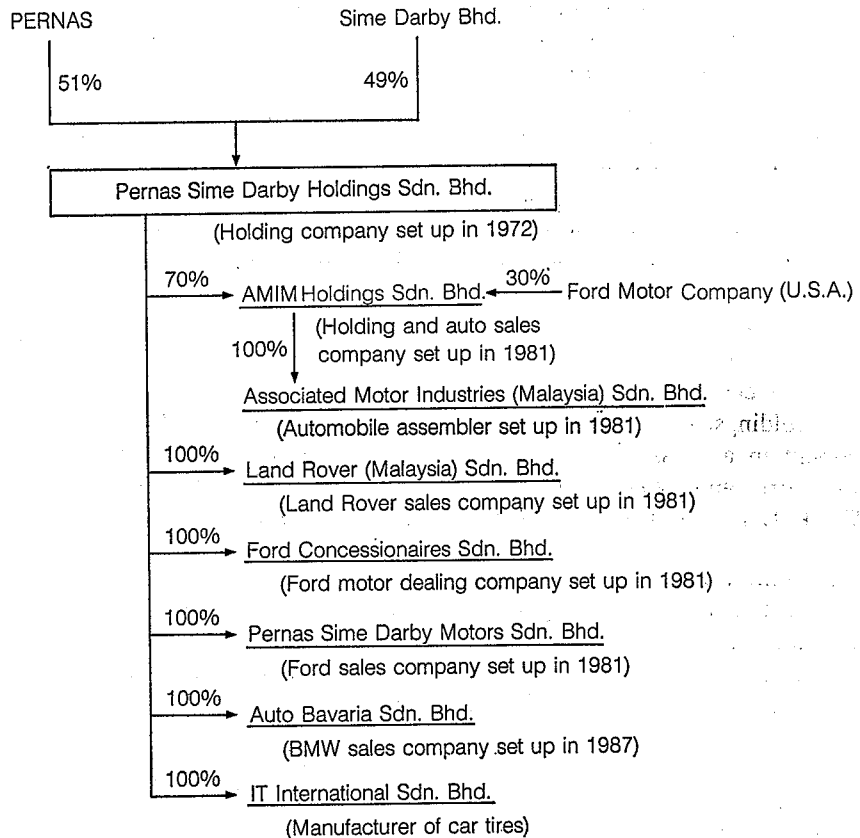 PERNAS Sime Darby Bhd.
51% 49%
Pernas Sime Darby Holdings Sdn. Bhd.
(Holding company set up in 1972)
70% AMIM Holdings Sdn. Bhd. 30% Ford Motor Company (U.S.A.)
(Holding and auto sales
100% company set up in 1981)
Associated Motor Industries (Malaysia) Sdn. Bhd.
(Automobile assembler set up in 1981)
100% Land Rover (Malaysia) Sdn. Bhd.
(Land Rover sales company set up in 1981)
100% Ford Concessionaires Sdn. Bhd.
(Ford motor dealing company set up in 1981)
100% Pernas Sime Darby Motors Sdn. Bhd.
(Ford sales company set up in 1981)
100% Auto Bavaria Sdn. Bhd.
(BMW sales company set up in 1987)
100% IT International Sdn. Bhd.
(Manufacturer of car tires)